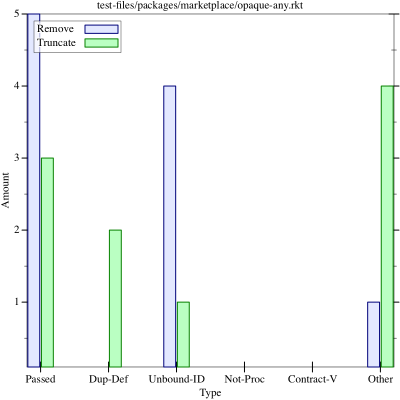 test-files/packages/marketplace/opaque-any.rkt
Remove
Truncate
5
4
3
2
1
Amount
Passed Dup-Def Unbound-ID Not-Proc Contract-V Other
Type